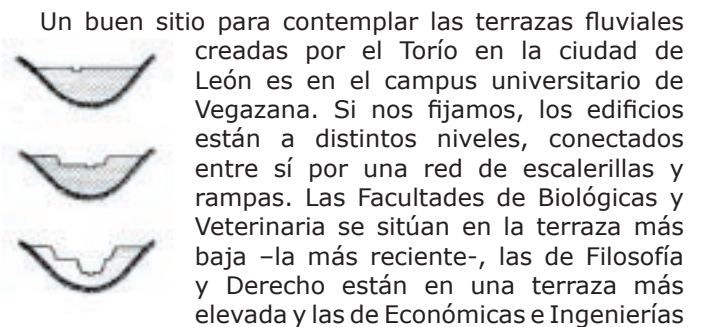 Un buen sitio para contemplar las terrazas fluviales
creadas por el Torío en la ciudad de
León es en el campus universitario de
Vegazana. Si nos fijamos, los edificios
están a distintos niveles, conectados
entre sí por una red de escalerillas y
rampas. Las Facultades de Biológicas y
Veterinaria se sitúan en la terraza más
baja –la más reciente-, las de Filosofía
y Derecho están en una terraza más
elevada y las de Económicas e Ingenierías